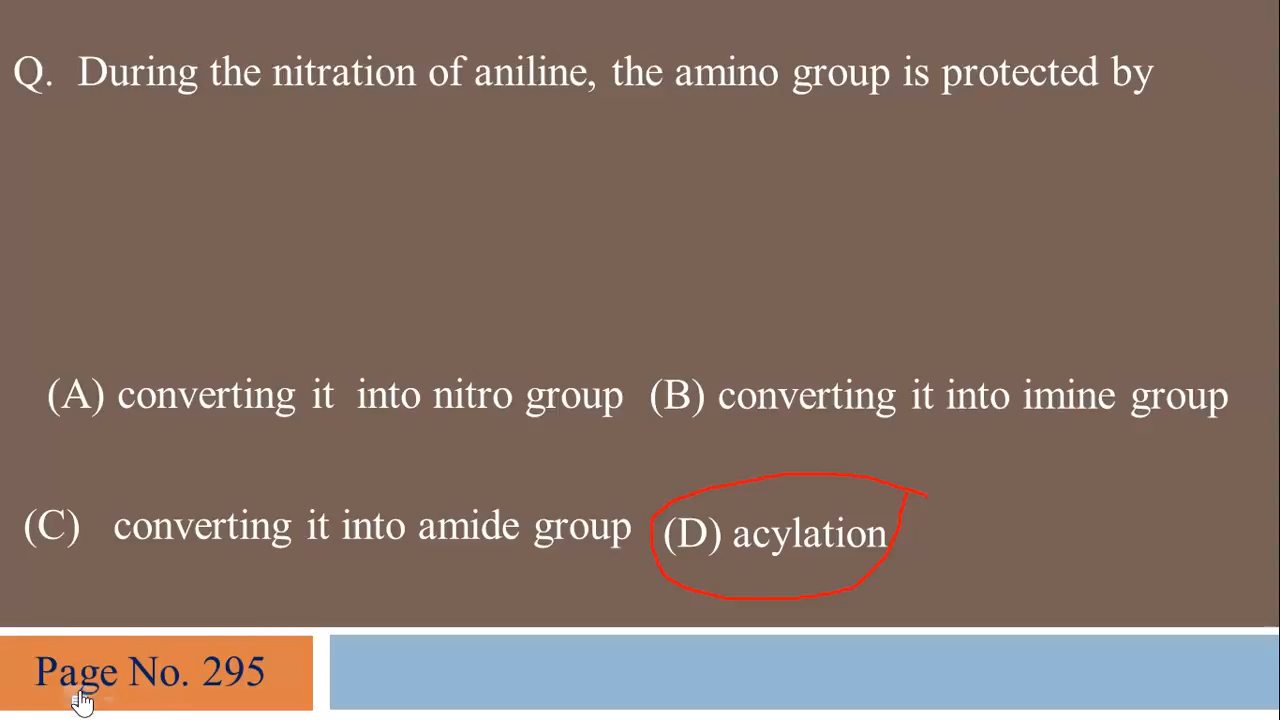 Q. During the nitration of aniline, the amino group is protected by
(A) converting it into nitro group (B) converting it into imine group
(C) converting it into amide group (D) acylation
Page No. 295